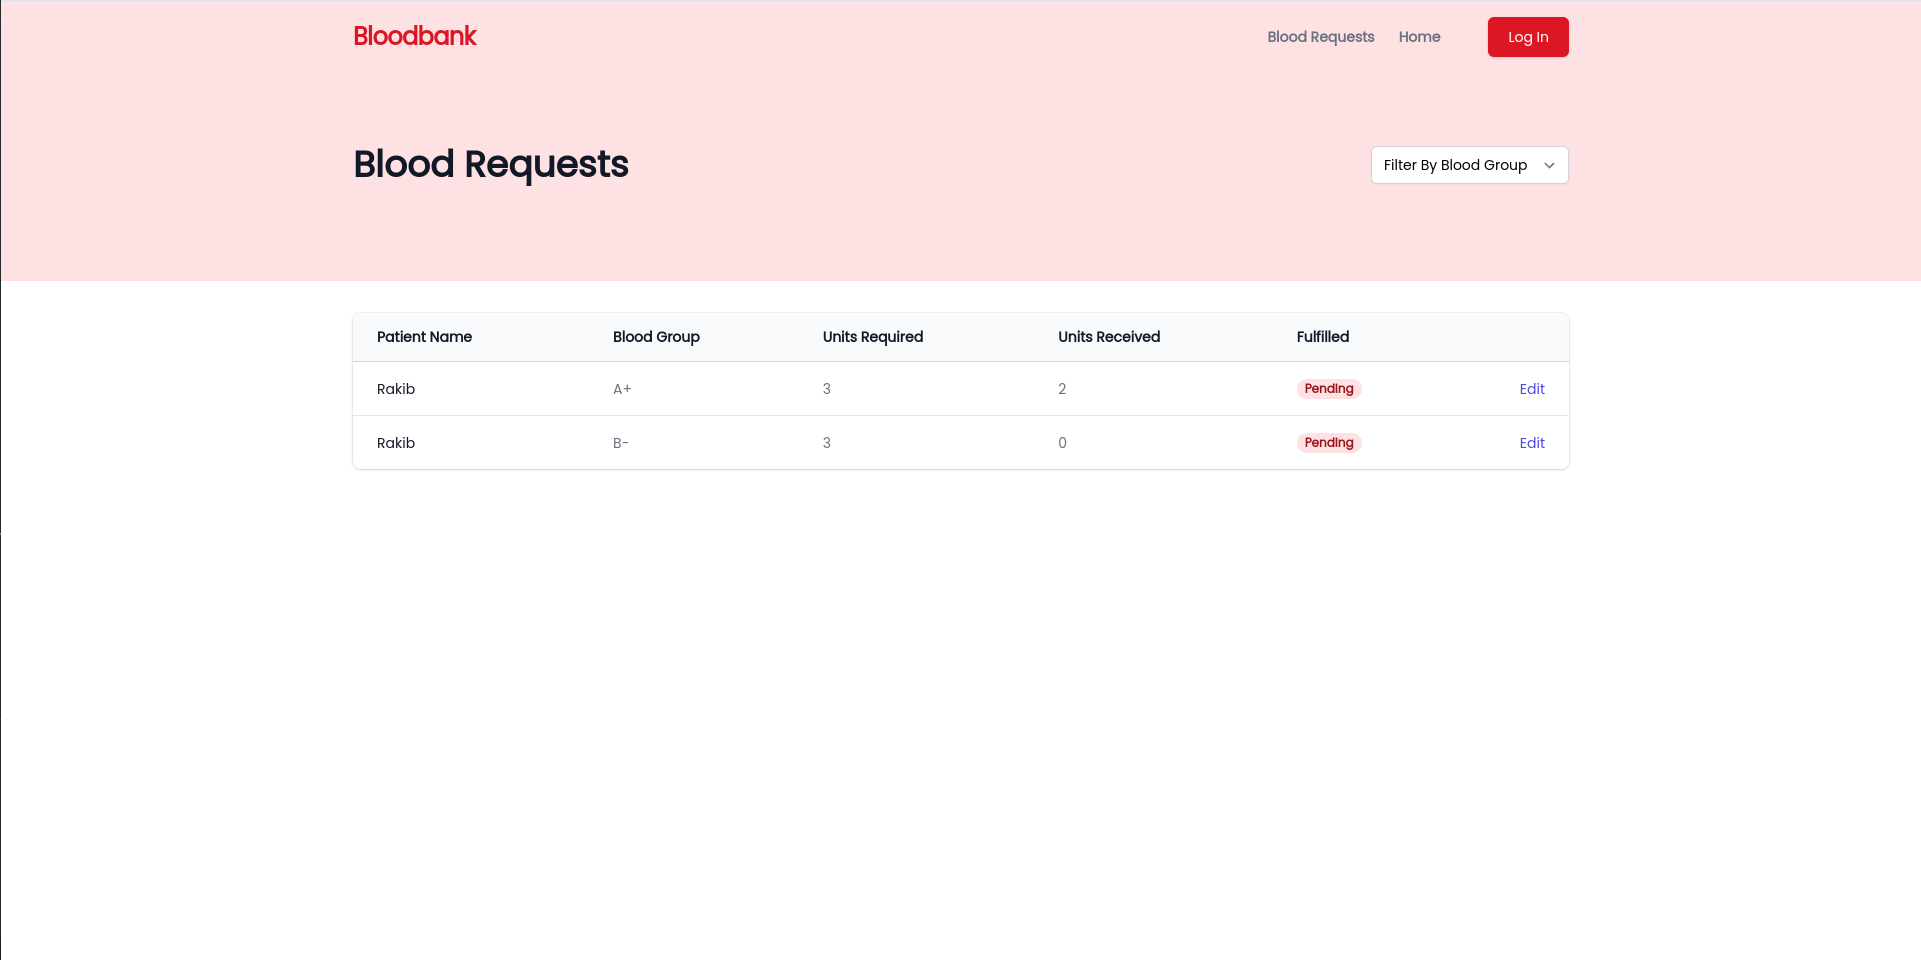 Bloodbank Blood Requests Home Log In
Blood Requests Filter By Blood Group
Patient Name Blood Group Units Required Units Received Fulfilled
Rakib A+ 3 2 Pending Edit
Rakib B- 3 0 Pending Edit